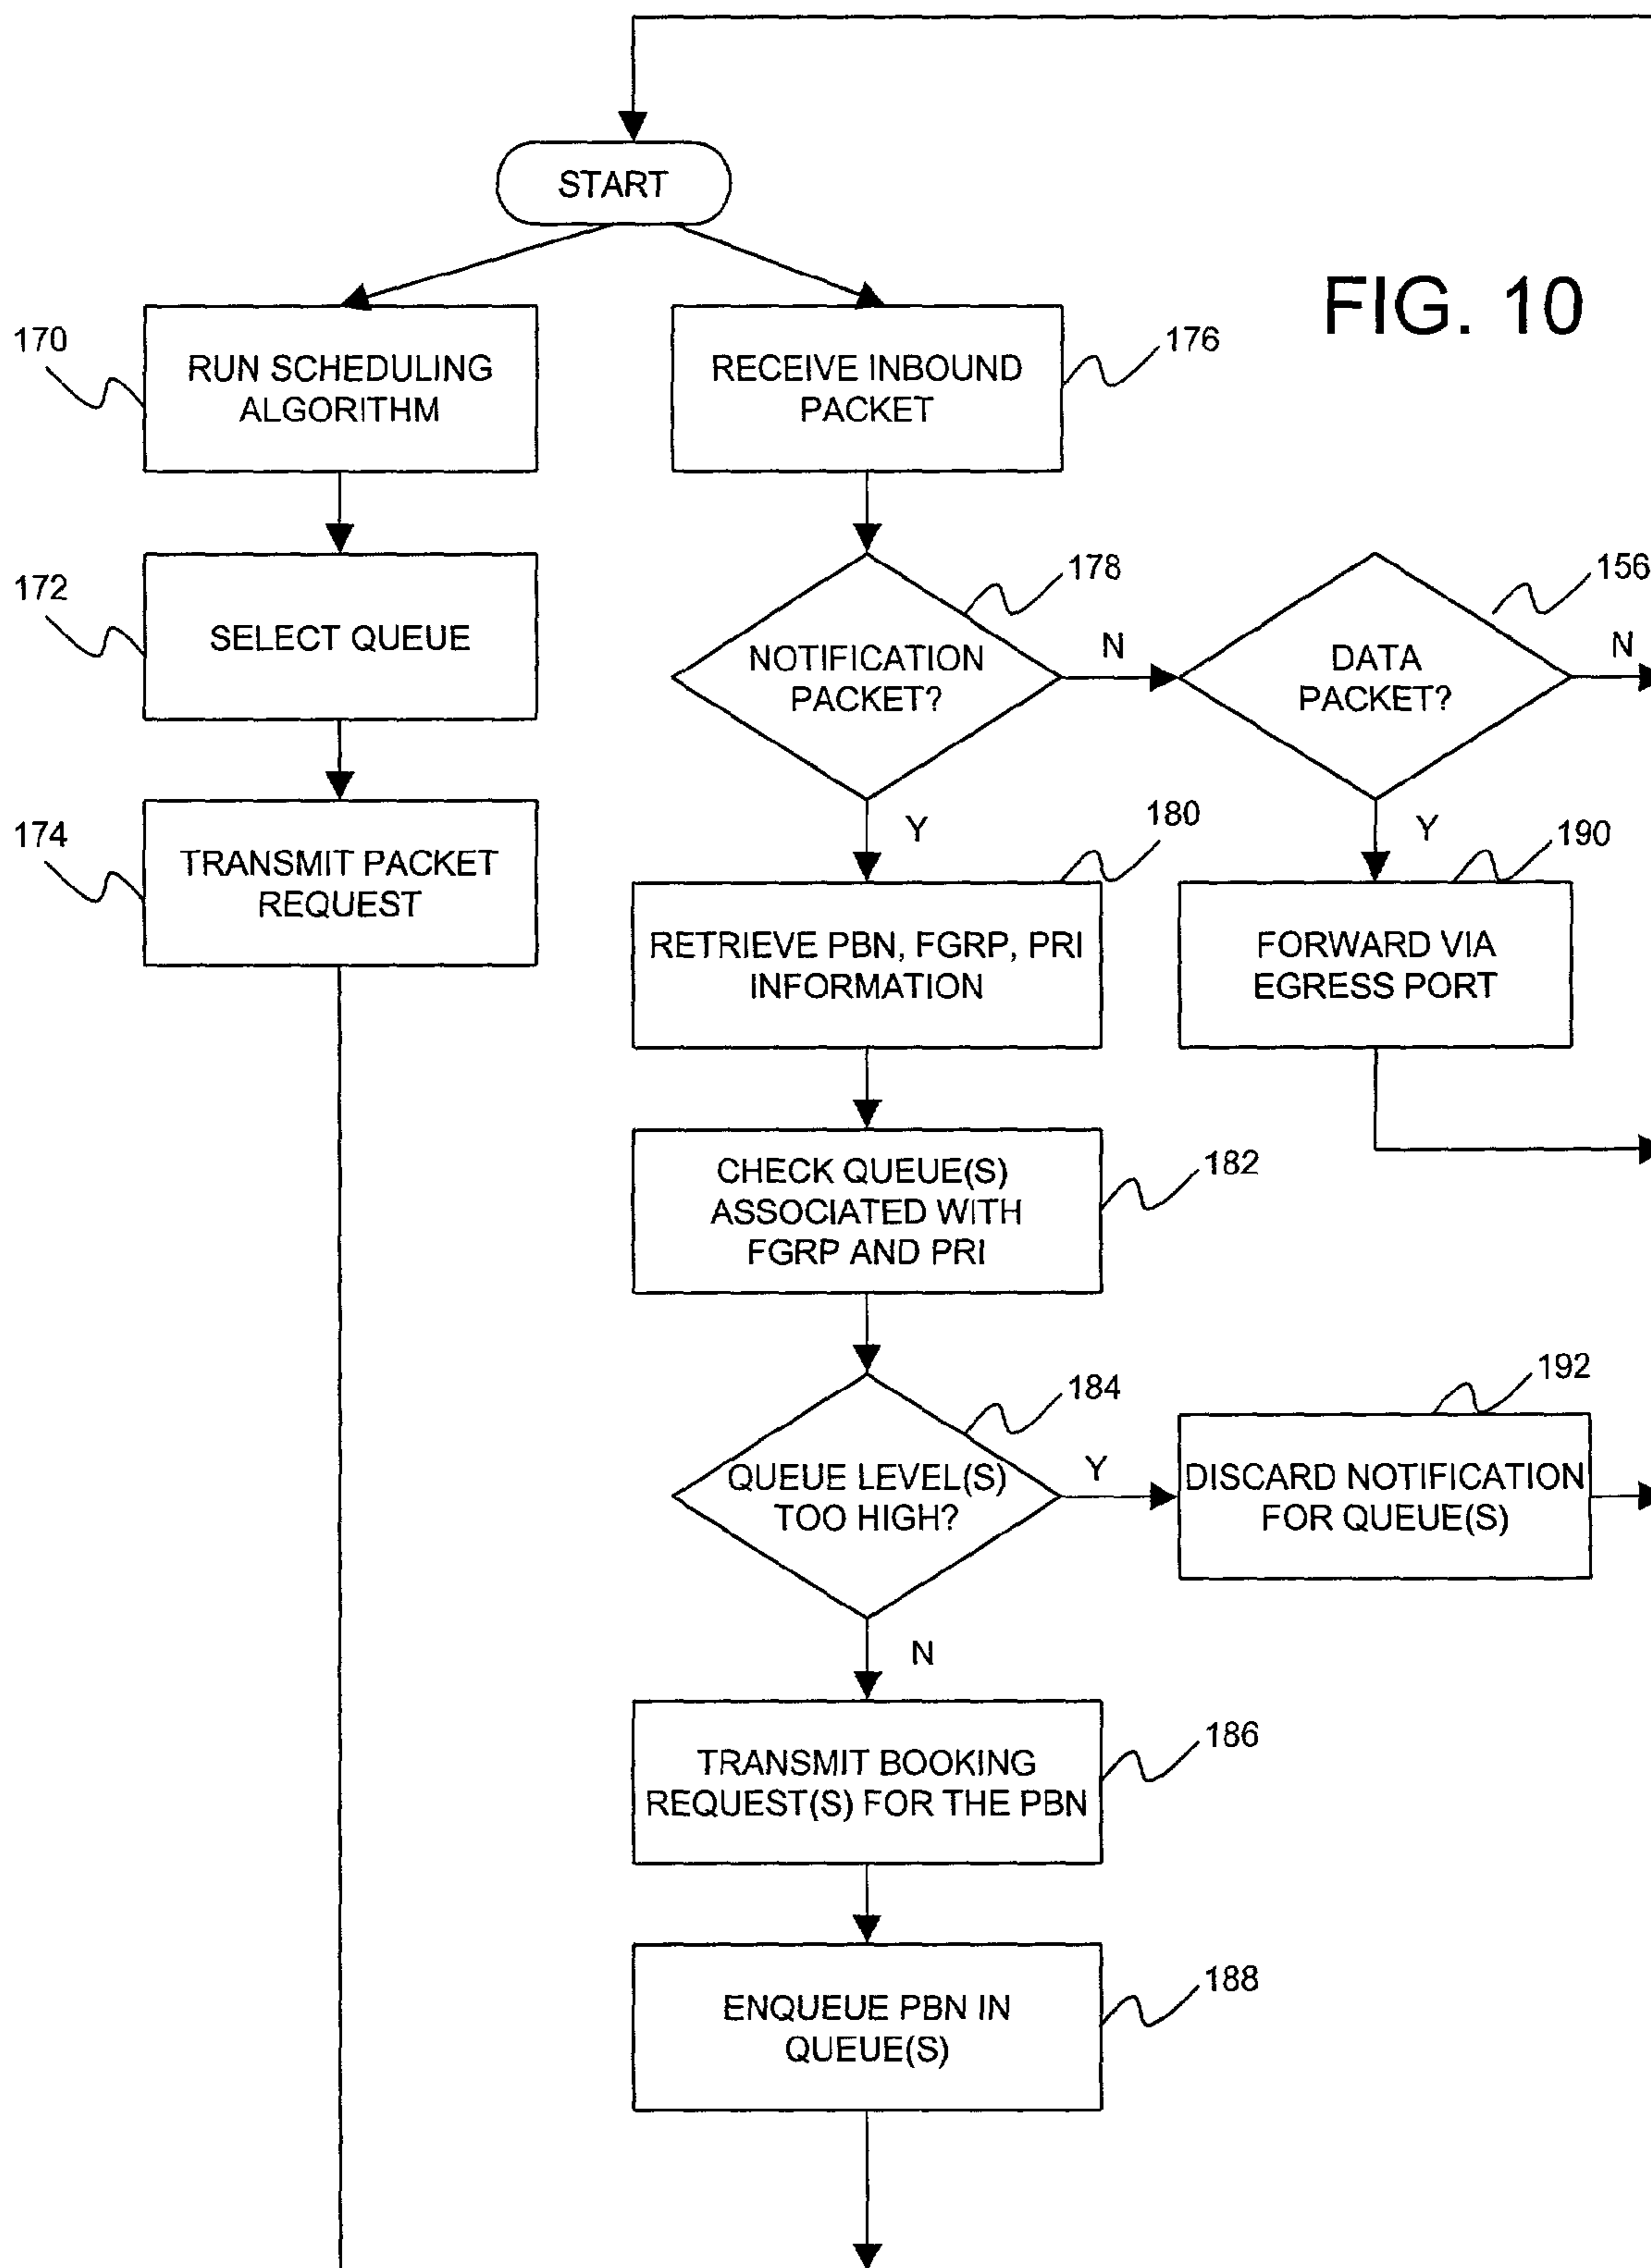 START
FIG. 10
170
RUN SCHEDULING
ALGORITHM
176
RECEIVE INBOUND
PACKET
172
SELECT QUEUE
178
NOTIFICATION
PACKET?
N
156
DATA
PACKET?
N
174
TRANSMIT PACKET
REQUEST
Y
180
RETRIEVE PBN, FGRP, PRI
INFORMATION
Y
190
FORWARD VIA
EGRESS PORT
182
CHECK QUEUE(S)
ASSOCIATED WITH
FGRP AND PRI
184
QUEUE LEVEL(S)
TOO HIGH?
Y
192
DISCARD NOTIFICATION
FOR QUEUE(S)
N
186
TRANSMIT BOOKING
REQUEST(S) FOR THE PBN
188
ENQUEUE PBN IN
QUEUE(S)